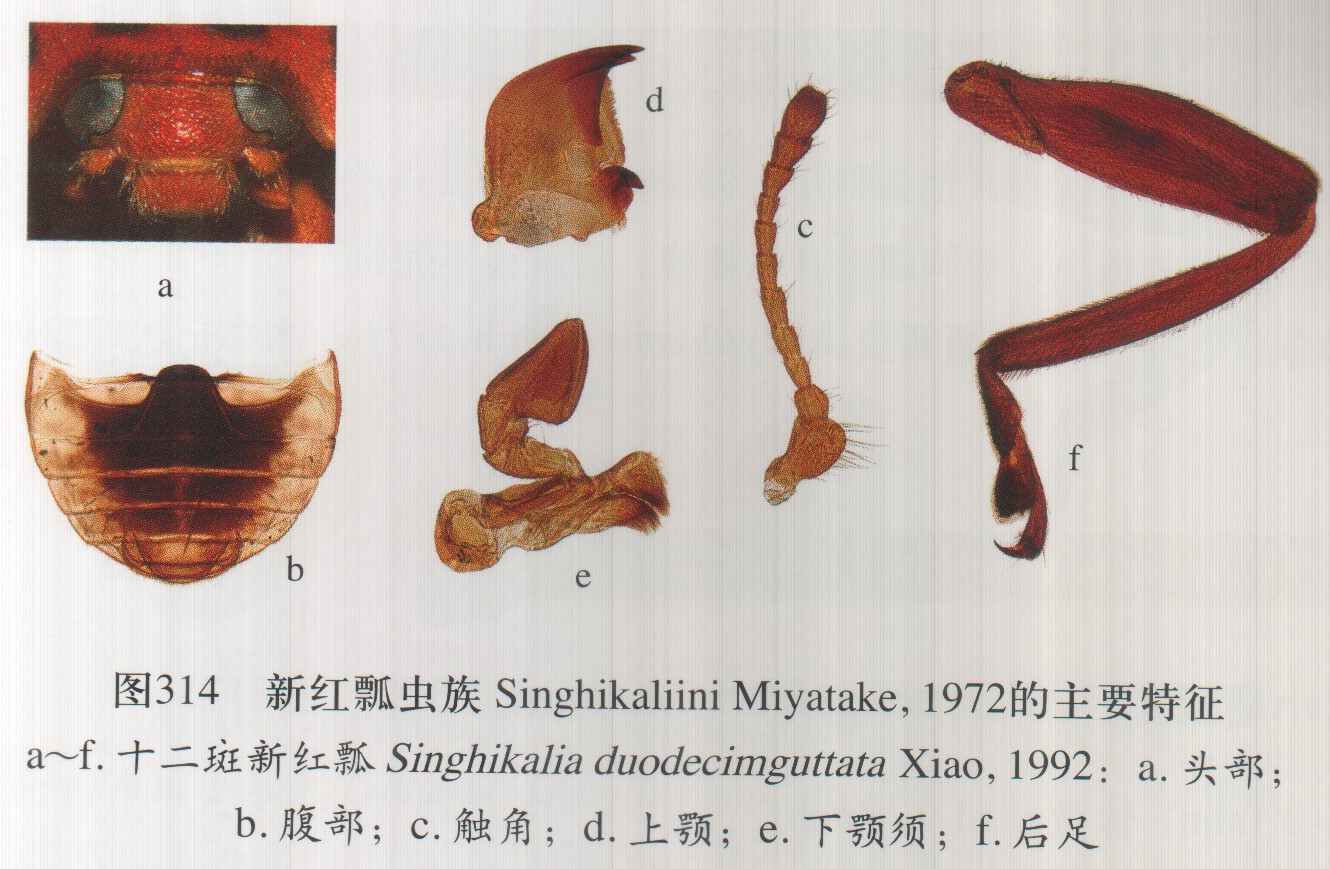 a
d
c
b
e
f
图314 新红瓢虫族 Singhikaliini Miyatake, 1972的主要特征
a~f. 十二斑新红瓢 Singhikalia duodecimguttata Xiao, 1992: a. 头部;
b. 腹部; c. 触角; d. 上颚; e. 下颚须; f. 后足